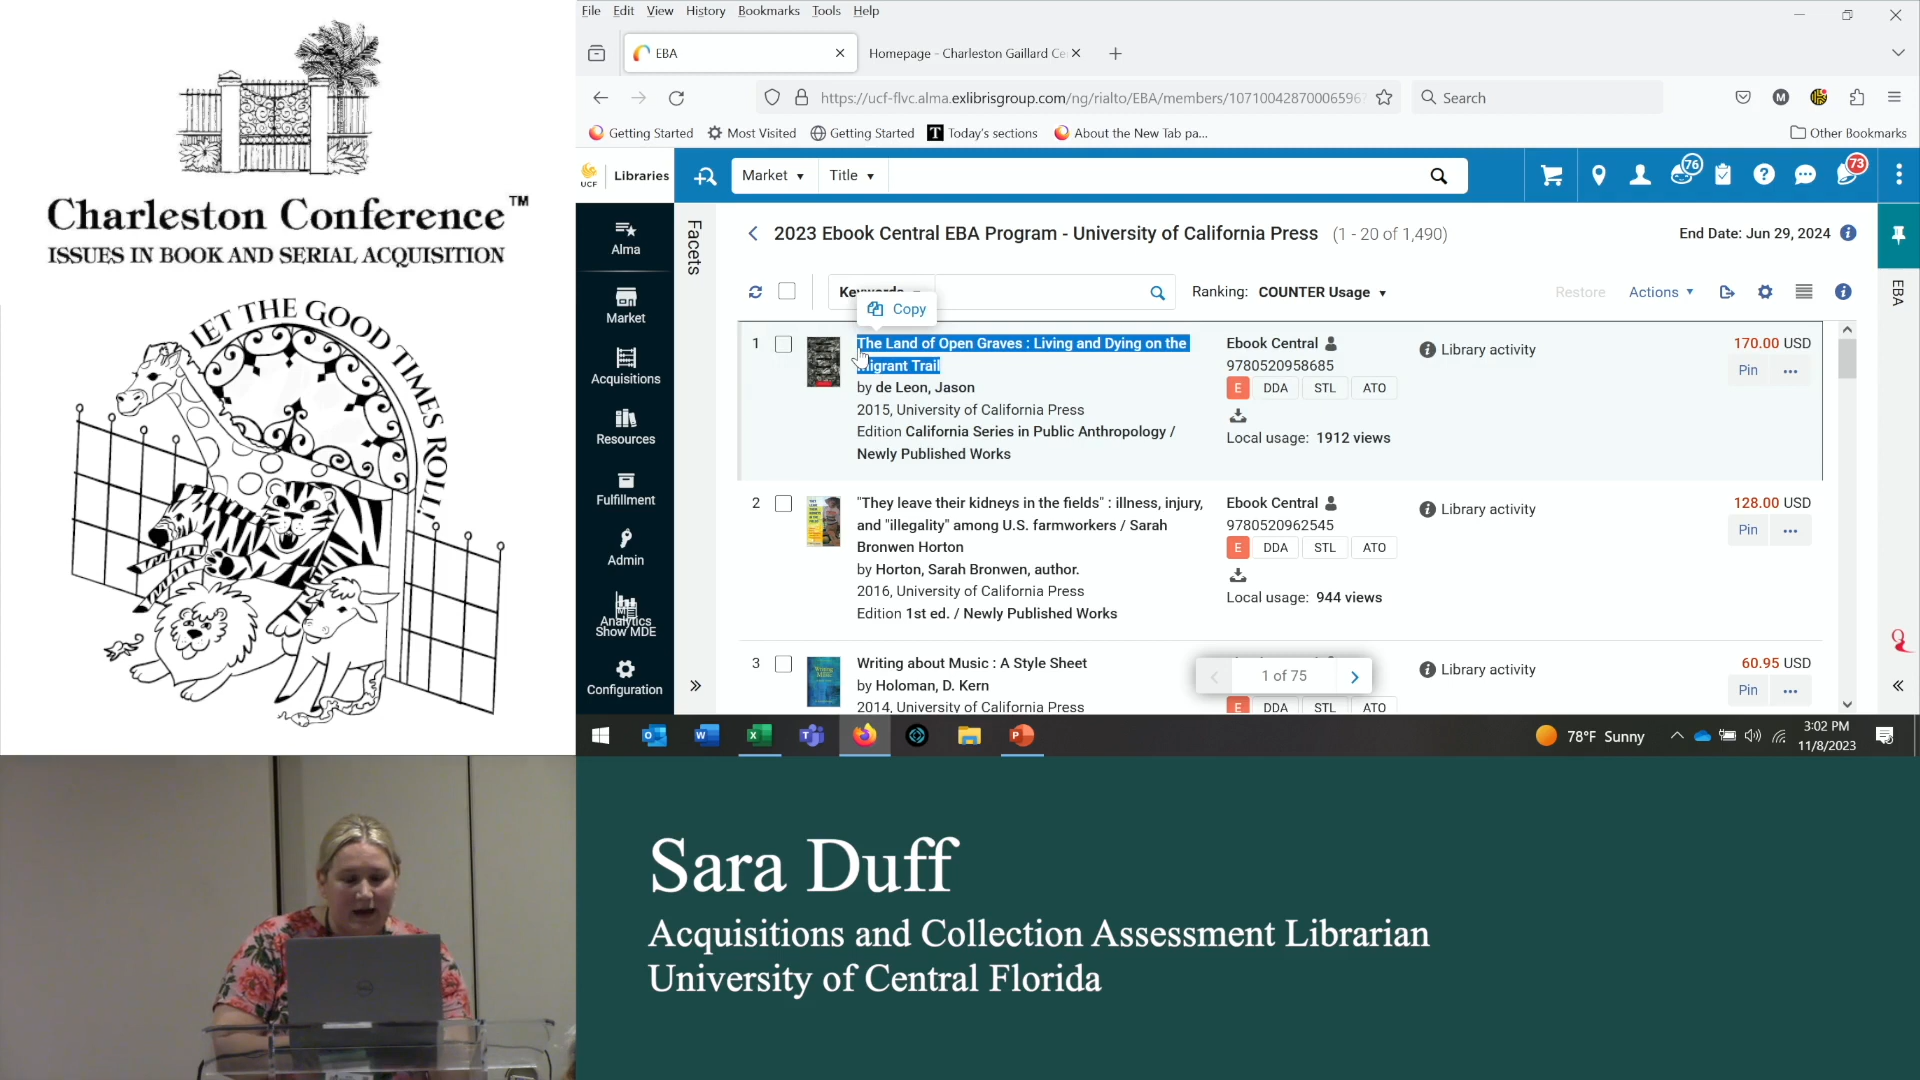 Charleston Conference™
ISSUES IN BOOK AND SERIAL ACQUISITION
LET THE GOOD TIMES ROLL!
File Edit View History Bookmarks Tools Help
EBA
Homepage - Charleston Gaillard Ce
https://ucf-flvc.alma.exlibrisgroup.com/ng/rialto/EBA/members/10710042870006596?
Search
M
Getting Started Most Visited Getting Started Today's sections About the New Tab pa... Other Bookmarks
UCF Libraries
Market Title
76
73
Alma
Market
Acquisitions
Resources
Fulfillment
Admin
Analytics
Show MDE
Configuration
Facets
2023 Ebook Central EBA Program - University of California Press (1 - 20 of 1,490)
End Date: Jun 29, 2024
EBA
Keywords
Ranking: COUNTER Usage
Restore Actions
Copy
1
The Land of Open Graves : Living and Dying on the
Migrant Trail
by de Leon, Jason
2015, University of California Press
Edition California Series in Public Anthropology /
Newly Published Works
Ebook Central
9780520958685
E DDA STL ATO
Local usage: 1912 views
Library activity
170.00 USD
Pin ...
2
"They leave their kidneys in the fields" : illness, injury,
and "illegality" among U.S. farmworkers / Sarah
Bronwen Horton
by Horton, Sarah Bronwen, author.
2016, University of California Press
Edition 1st ed. / Newly Published Works
Ebook Central
9780520962545
E DDA STL ATO
Local usage: 944 views
Library activity
128.00 USD
Pin ...
3
Writing about Music : A Style Sheet
by Holoman, D. Kern
2014, University of California Press
E DDA STL ATO
Library activity
60.95 USD
Pin ...
1 of 75
78°F Sunny
3:02 PM
11/8/2023
Sara Duff
Acquisitions and Collection Assessment Librarian
University of Central Florida